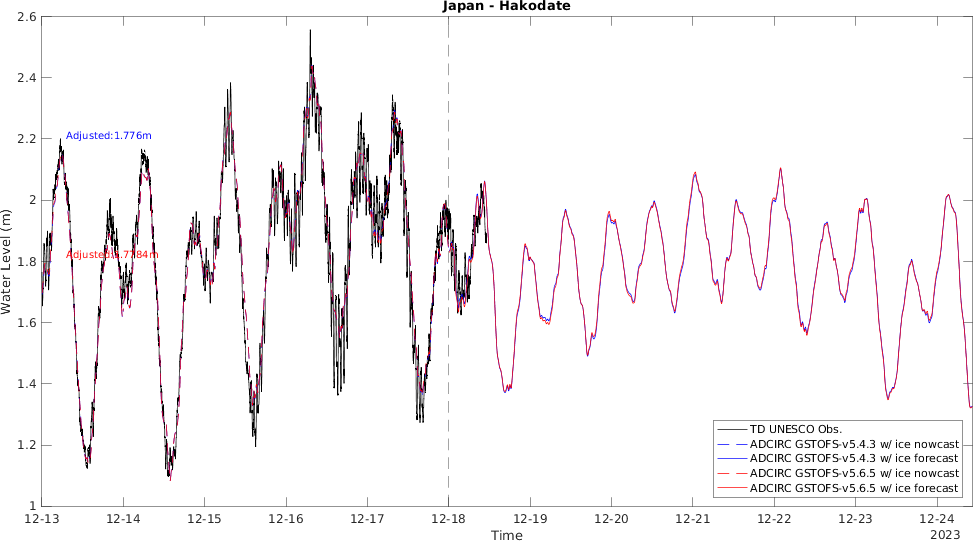 Japan - Hakodate
2.6
2.4
2.2
2
1.8
1.6
1.4
1.2
1
Water Level (m)
Adjusted:1.776m
TD UNESCO Obs.
ADCIRC GSTOFS-v5.4.3 w/ ice nowcast
ADCIRC GSTOFS-v5.4.3 w/ ice forecast
ADCIRC GSTOFS-v5.6.5 w/ ice nowcast
ADCIRC GSTOFS-v5.6.5 w/ ice forecast
12-13 12-14 12-15 12-16 12-17 12-18 12-19 12-20 12-21 12-22 12-23 12-24
Time
2023